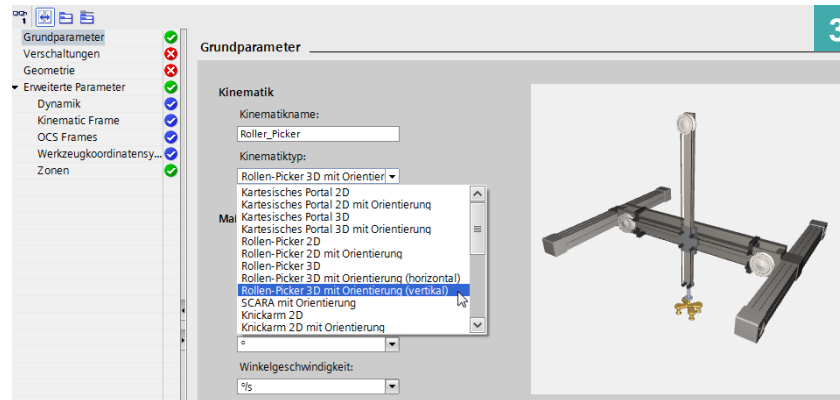 3
Grundparameter
Verschaltungen
Geometrie
Erweiterte Parameter
Dynamik
Kinematic Frame
OCS Frames
Werkzeugkoordinatensy...
Zonen
Grundparameter
Kinematik
Kinematikname:
Roller_Picker
Kinematiktyp:
Rollen-Picker 3D mit Orientier
Kartesisches Portal 2D
Kartesisches Portal 2D mit Orientierung
Kartesisches Portal 3D
Kartesisches Portal 3D mit Orientierung
Rollen-Picker 2D
Rollen-Picker 2D mit Orientierung
Rollen-Picker 3D
Rollen-Picker 3D mit Orientierung (horizontal)
Rollen-Picker 3D mit Orientierung (vertikal)
SCARA mit Orientierung
Knickarm 2D
Knickarm 2D mit Orientierung
°
Winkelgeschwindigkeit:
°/s